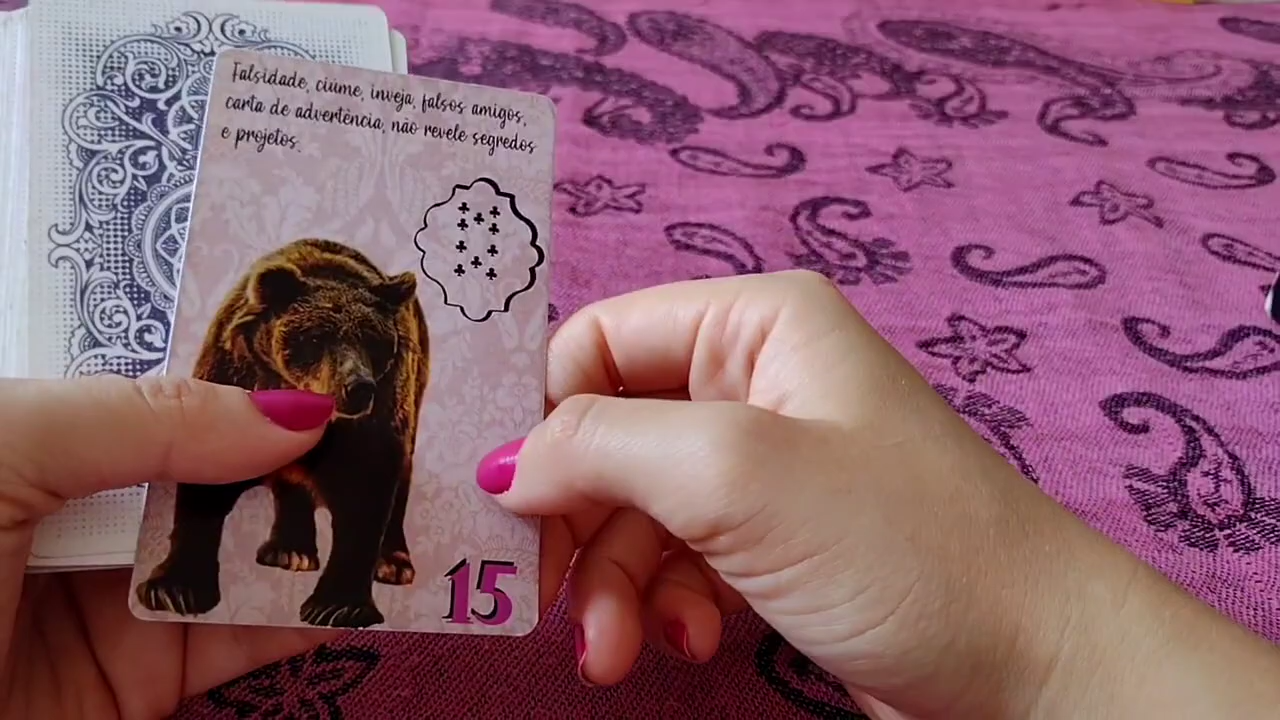 Falsidade, ciúme, inveja, falsos amigos,
carta de advertência, não revele segredos
e projetos.
15